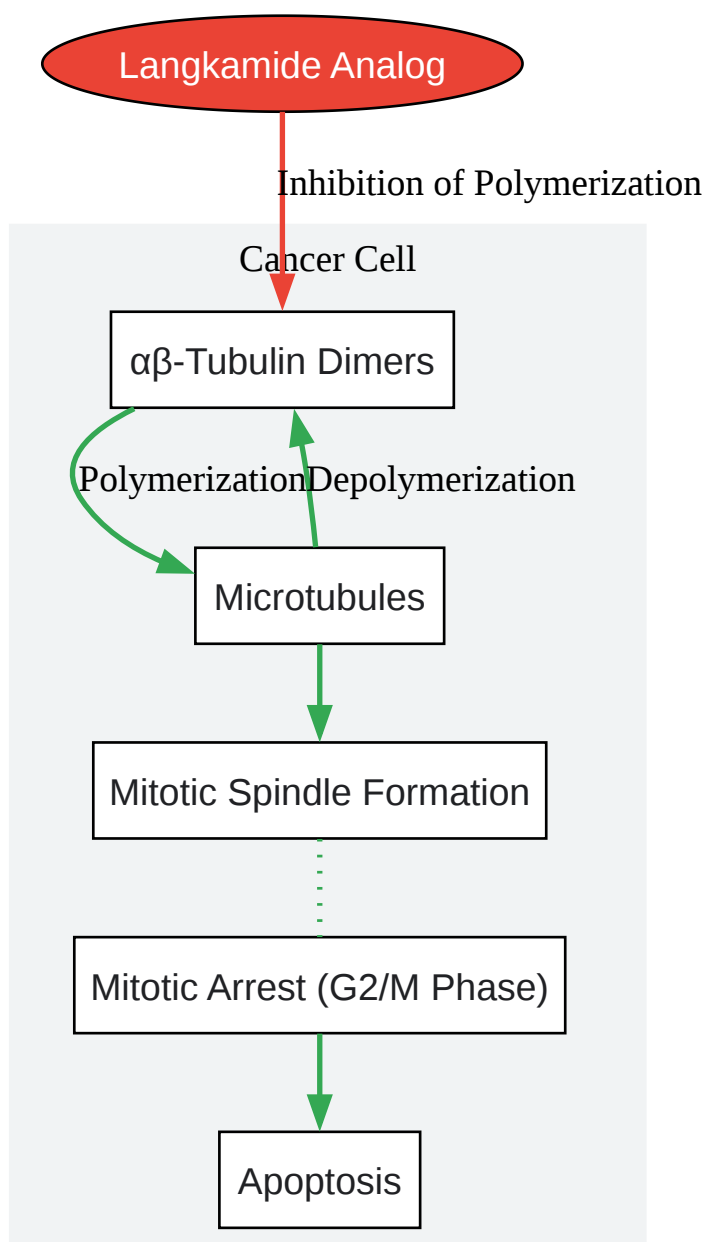 Langkamide Analog
Inhibition of Polymerization
Cancer Cell
αβ-Tubulin Dimers
Polymerization
Depolymerization
Microtubules
Mitotic Spindle Formation
Mitotic Arrest (G2/M Phase)
Apoptosis